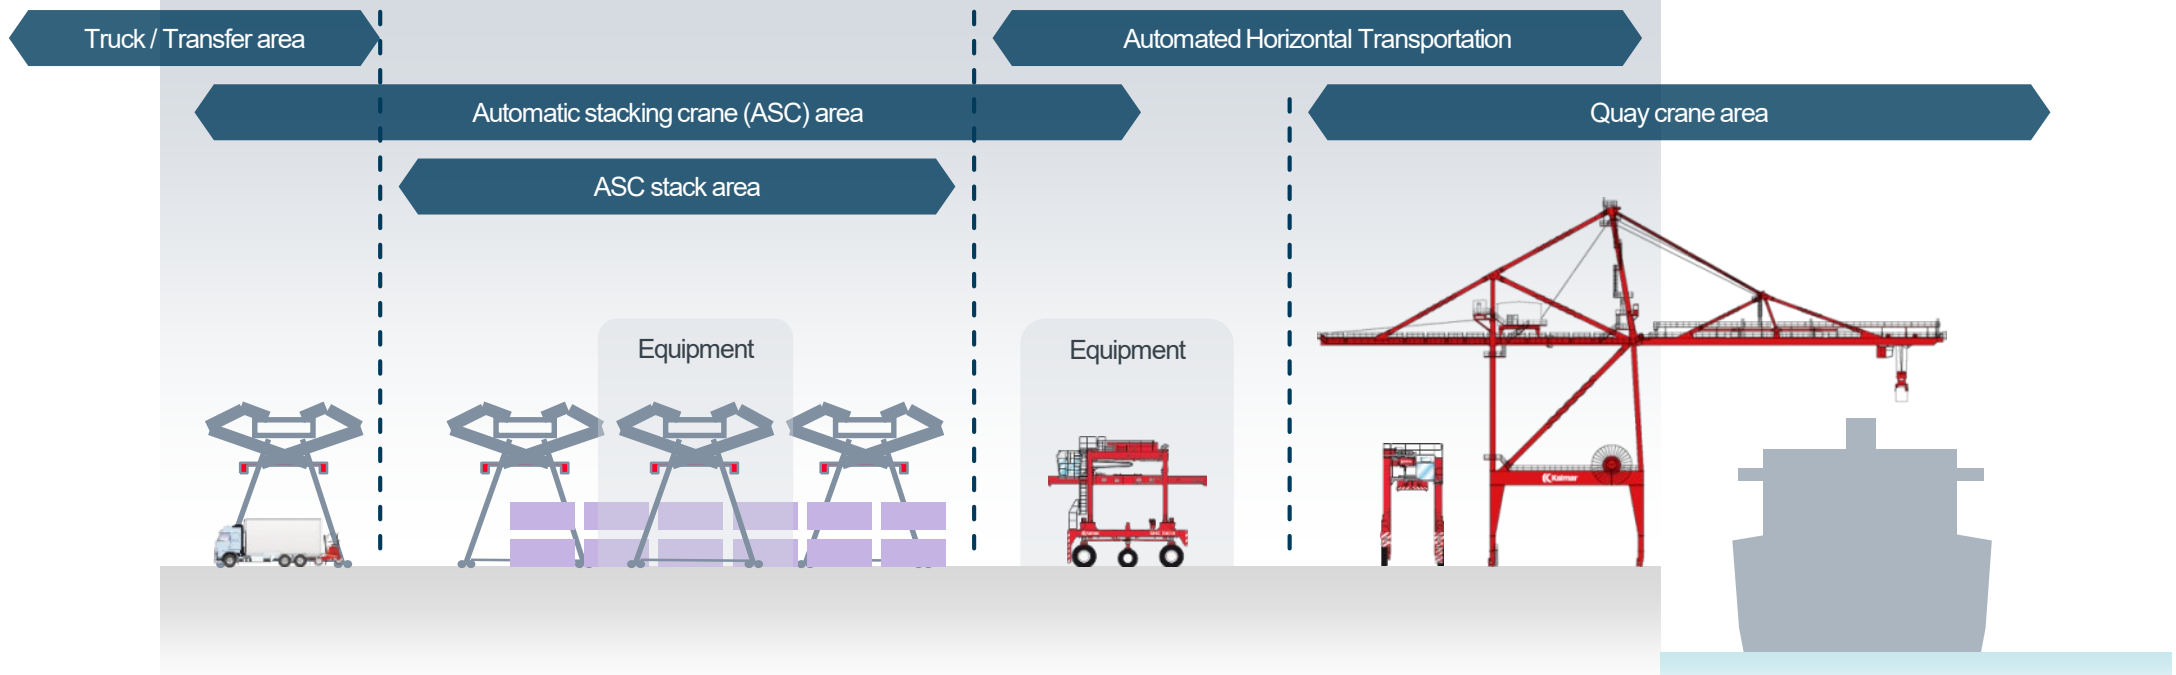 Truck / Transfer area
Automated Horizontal Transportation
Automatic stacking crane (ASC) area
Quay crane area
ASC stack area
Equipment
Equipment
Kalmar